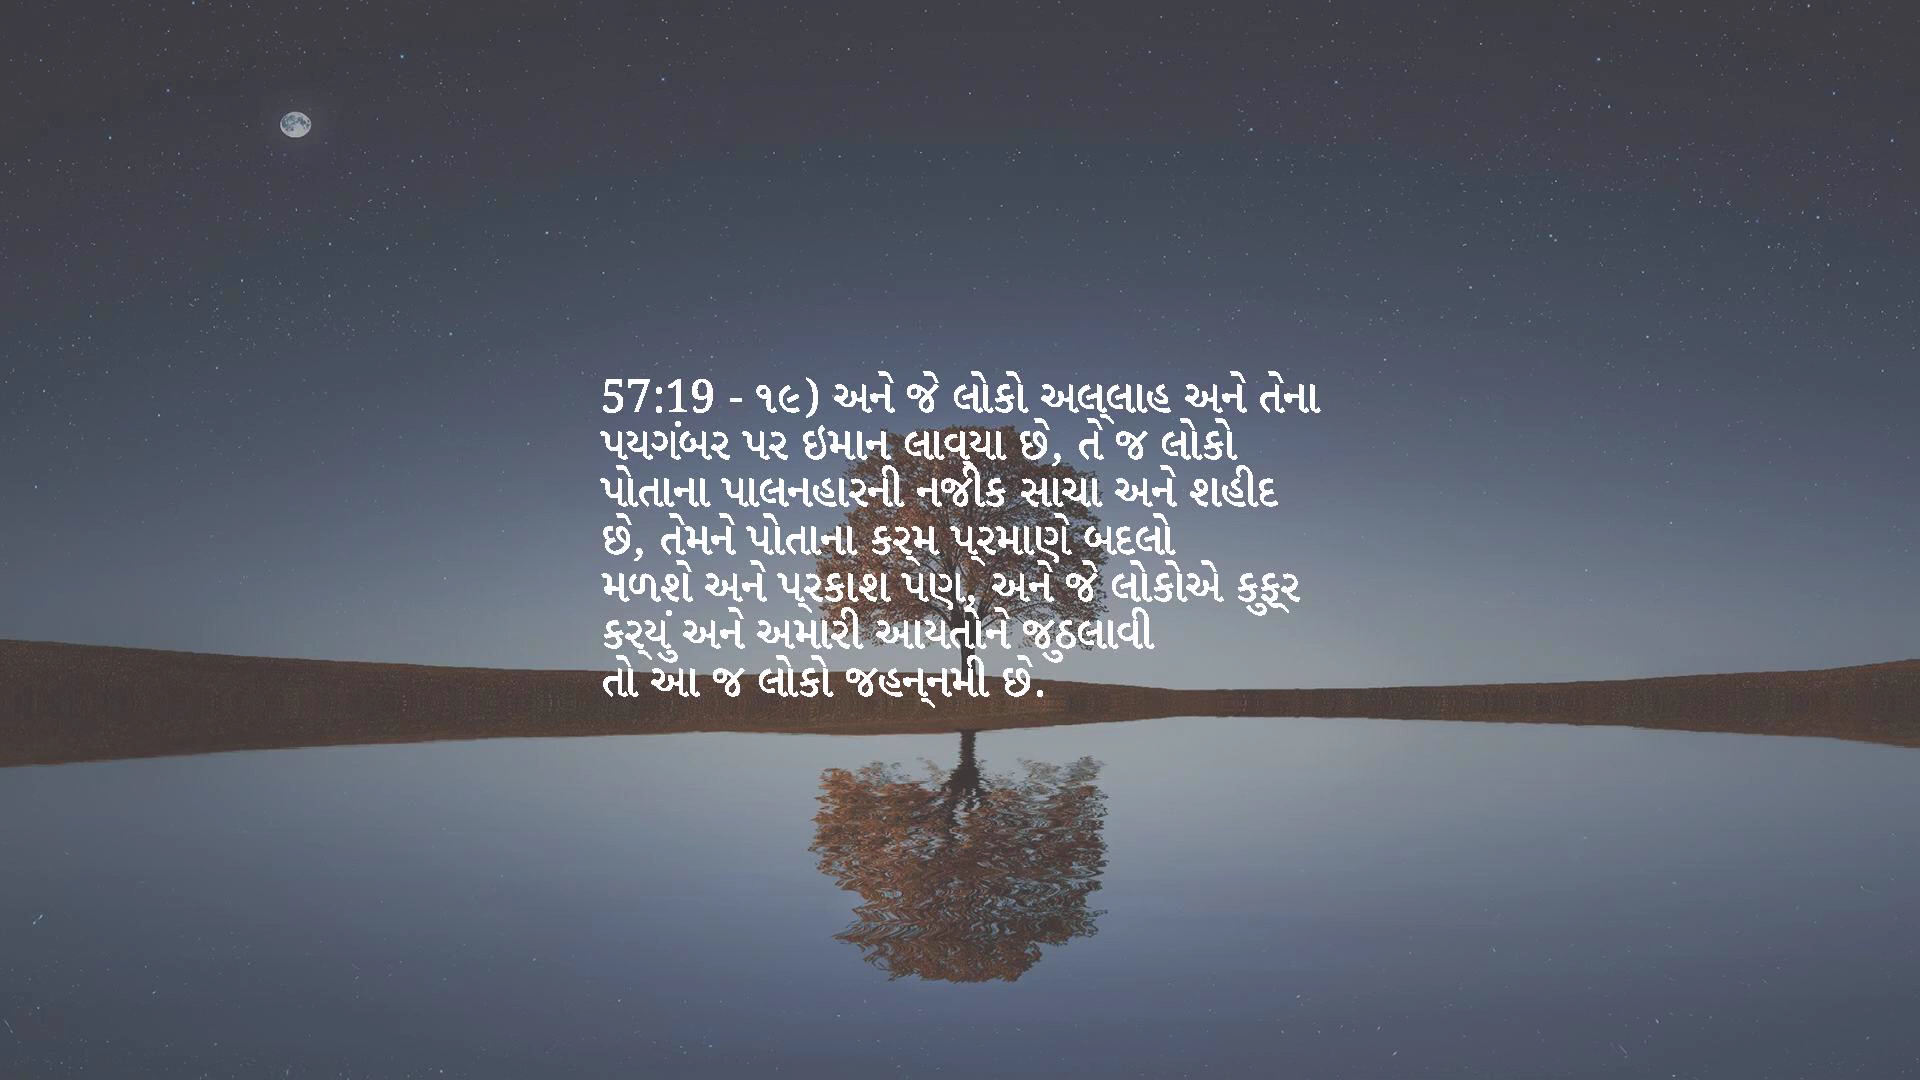 57:19 - ૧૯) અને જે લોકો અલ્લાહ અને તેના
પયગંબર પર ઇમાન લાવ્યા છે, તે જ લોકો
પોતાના પાલનહારની નજીક સાચા અને શહીદ
છે, તેમને પોતાના કર્મ પ્રમાણે બદલો
મળશે અને પ્રકાશ પણ, અને જે લોકોએ કુફ્ર
કર્યું અને અમારી આયતોને જુઠલાવી
તો આ જ લોકો જહન્નમી છે.